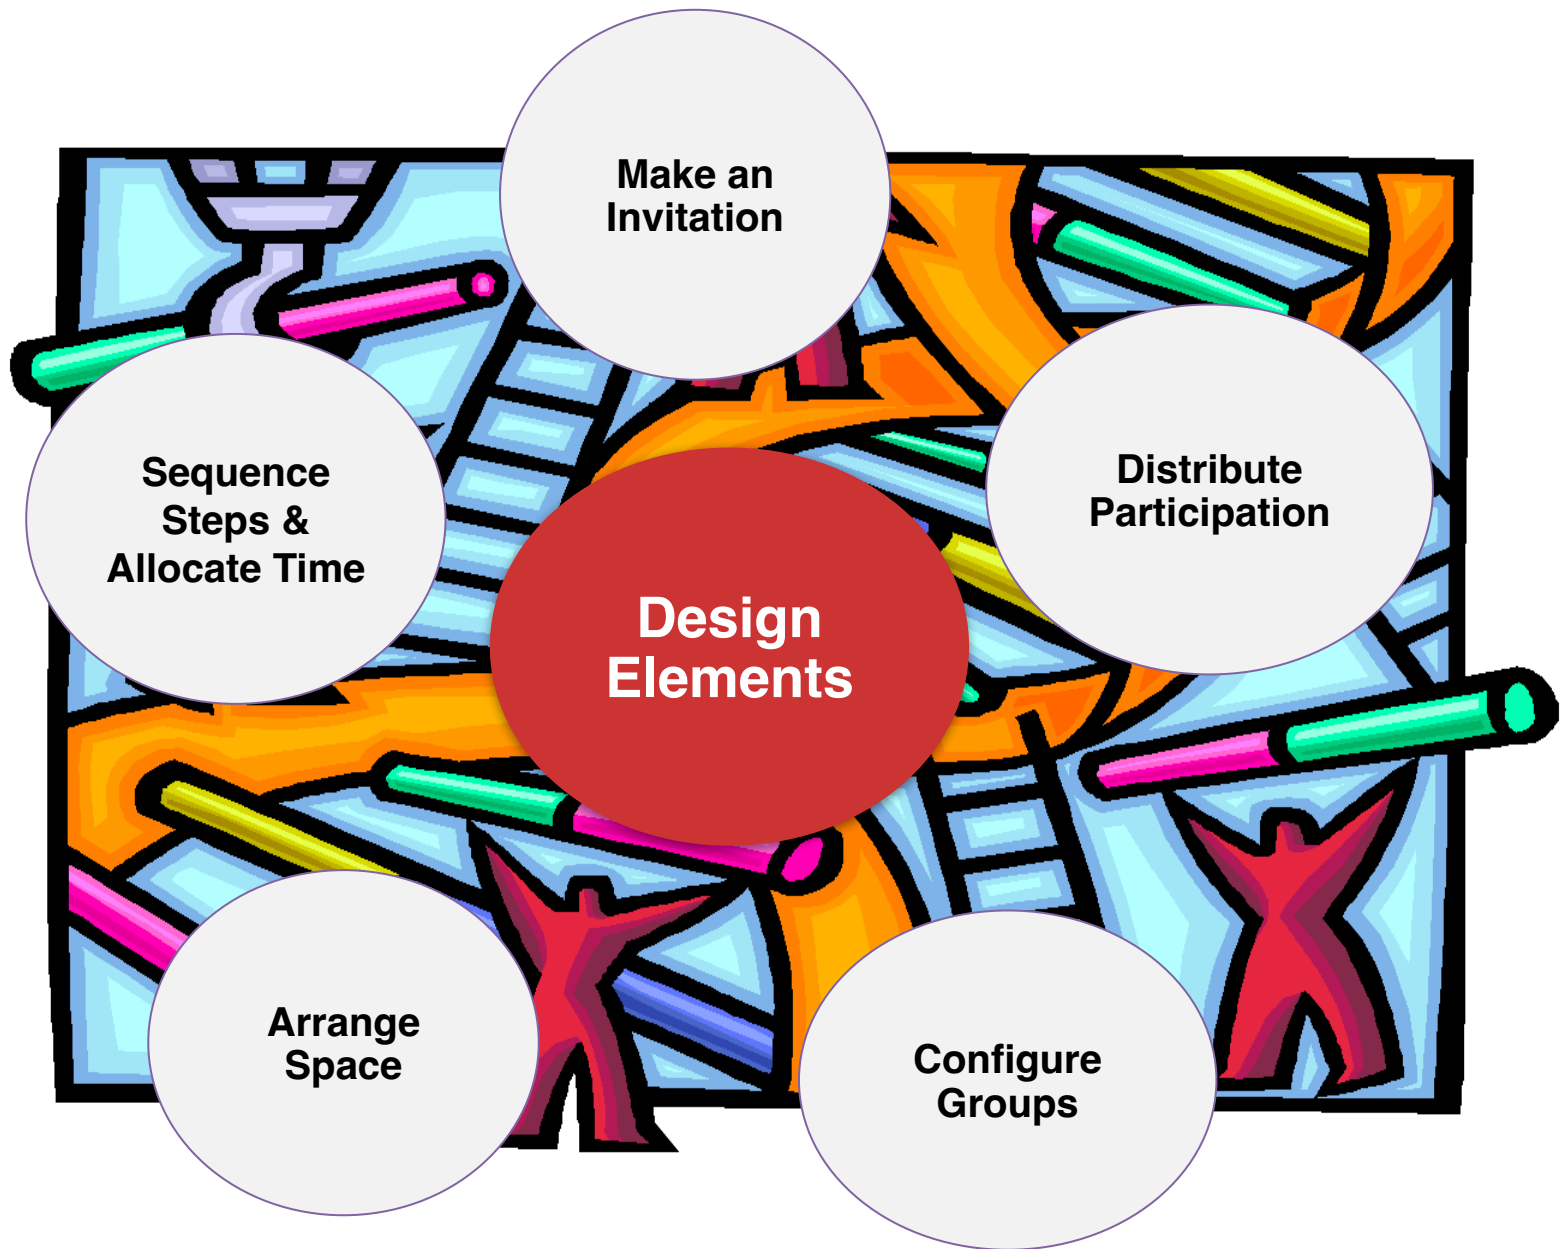 Make an
Invitation
Distribute
Participation
Sequence
Steps &
Allocate Time
Design
Elements
Arrange
Space
Configure
Groups